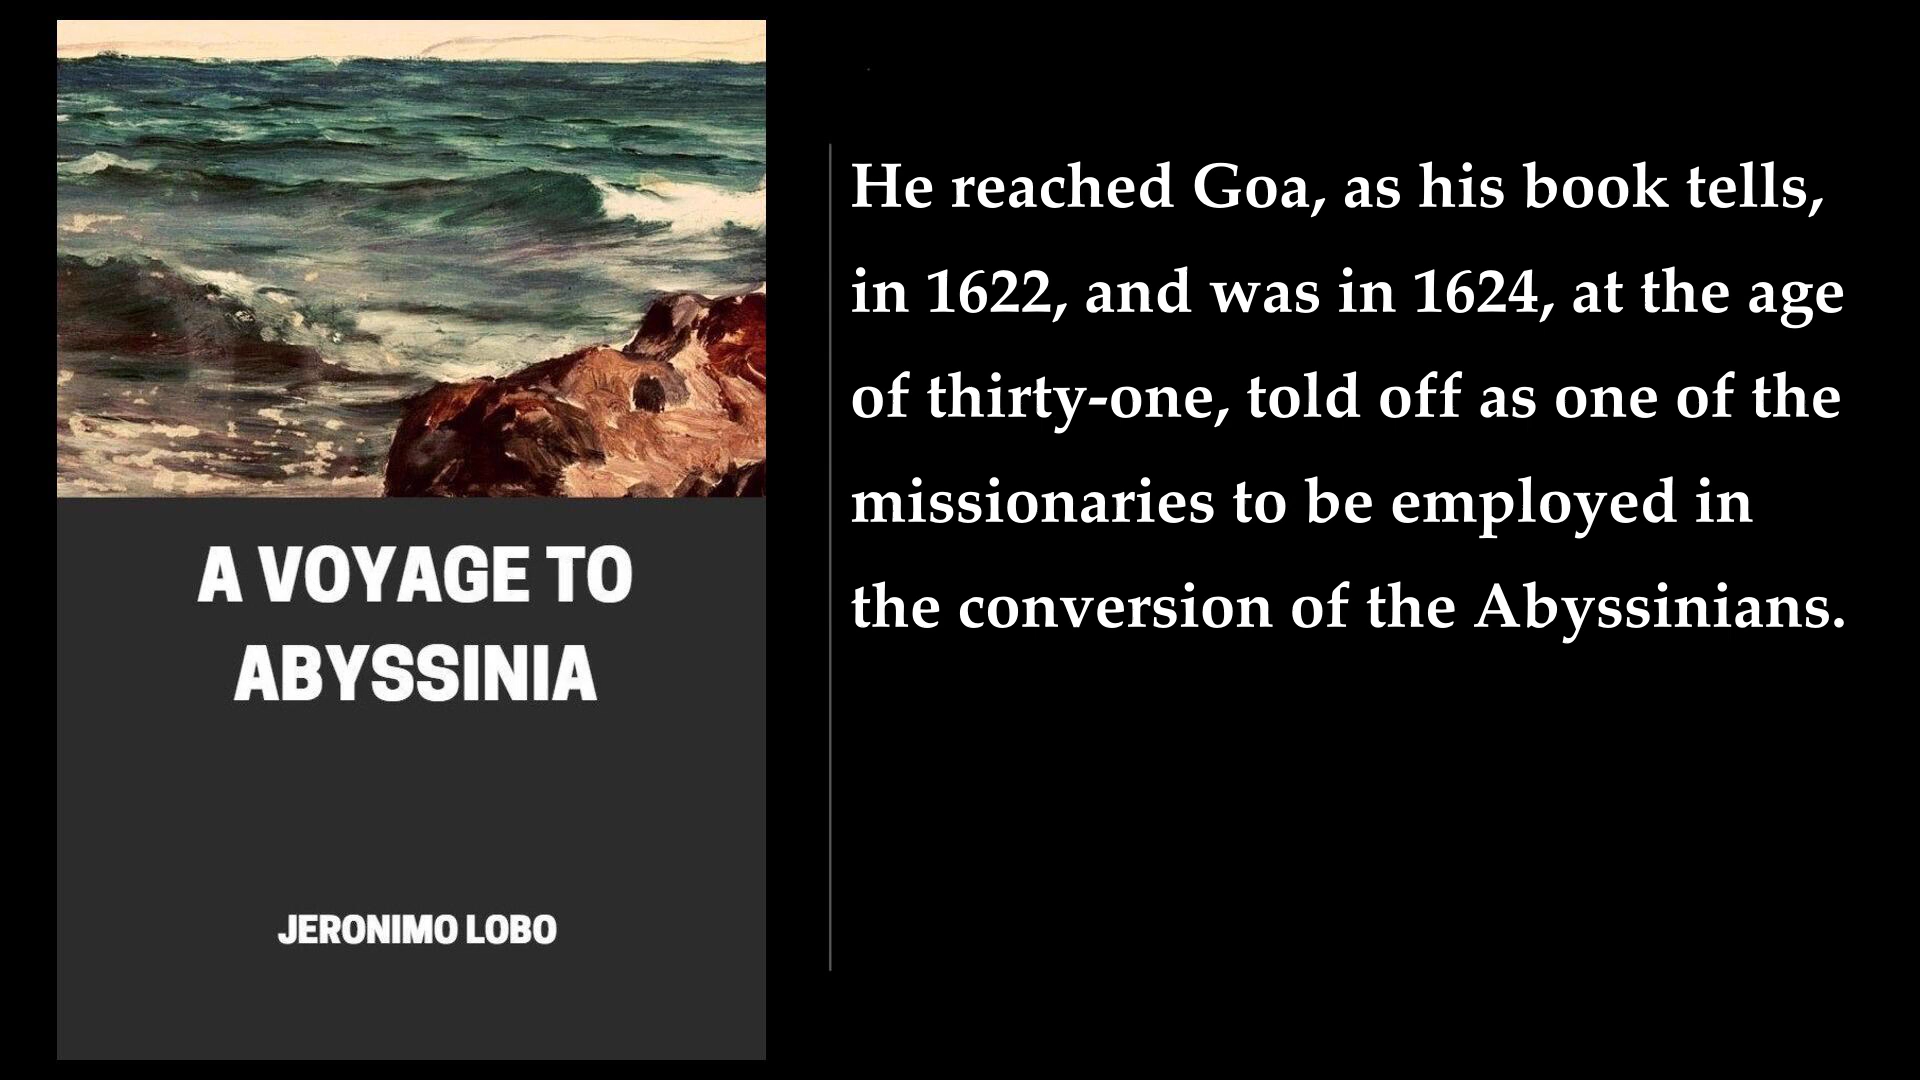 A VOYAGE TO
ABYSSINIA
JERONIMO LOBO
He reached Goa, as his book tells,
in 1622, and was in 1624, at the age
of thirty-one, told off as one of the
missionaries to be employed in
the conversion of the Abyssinians.